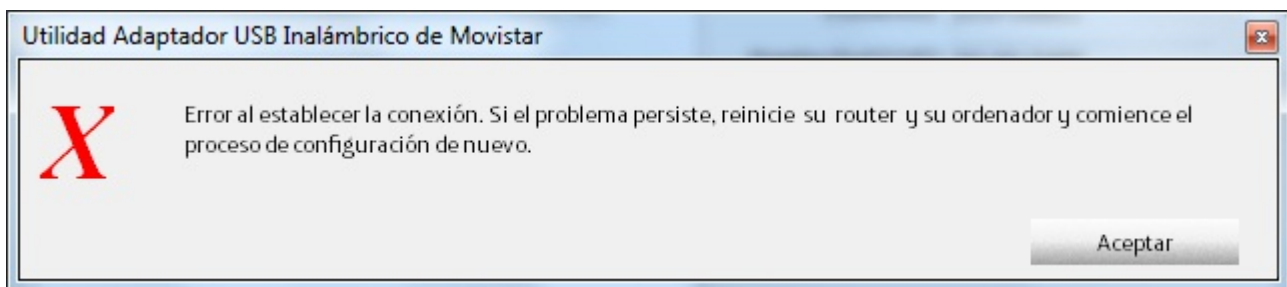 Utilidad Adaptador USB Inalámbrico de Movistar
Error al establecer la conexión. Si el problema persiste, reinicie su router y su ordenador y comience el
proceso de configuración de nuevo.
Aceptar